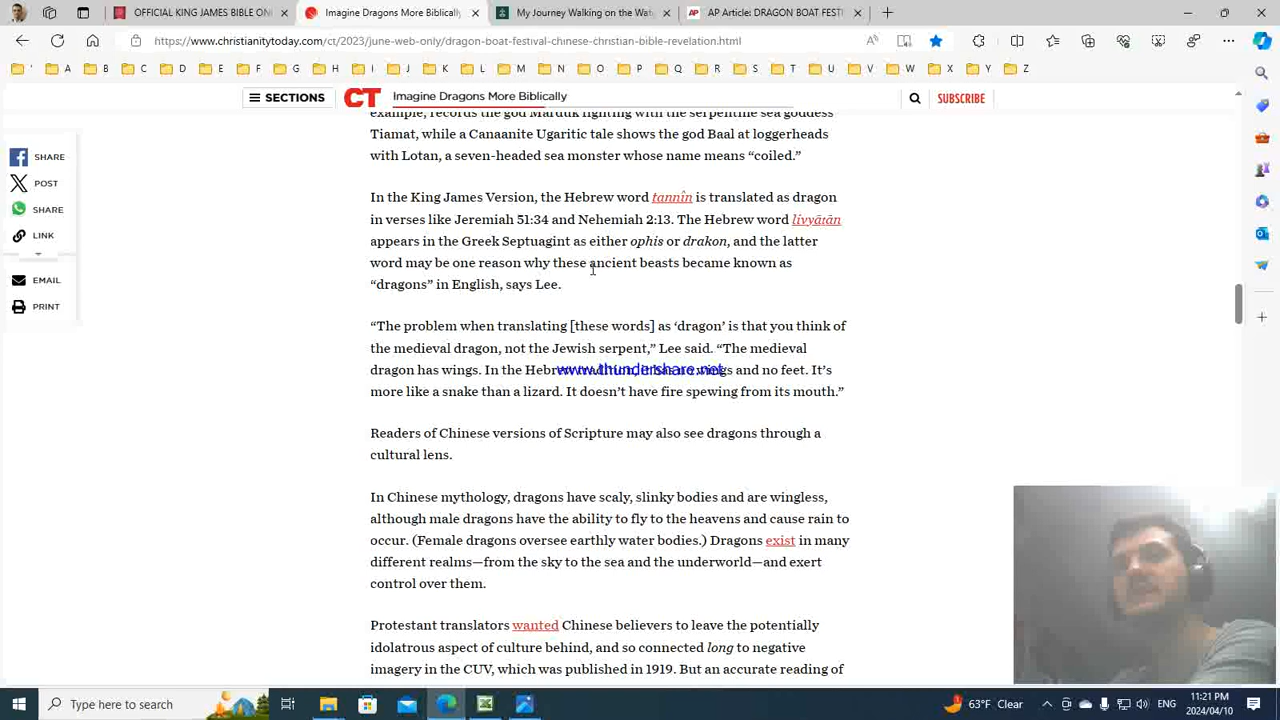 OFFICIAL KING JAMES BIBLE ONL
Imagine Dragons More Biblically
My Journey Walking on the Wat
AP Article: DRAGON BOAT FESTI
https://www.christianitytoday.com/ct/2023/june-web-only/dragon-boat-festival-chinese-christian-bible-revelation.html
' A B C D E F G H I J K L M N O P Q R S T U V W X Y Z
SECTIONS CT Imagine Dragons More Biblically SUBSCRIBE
SHARE
POST
SHARE
LINK
EMAIL
PRINT
example, records the god Marduk fighting with the serpentine sea goddess
Tiamat, while a Canaanite Ugaritic tale shows the god Baal at loggerheads
with Lotan, a seven-headed sea monster whose name means “coiled.”
In the King James Version, the Hebrew word tannîn is translated as dragon
in verses like Jeremiah 51:34 and Nehemiah 2:13. The Hebrew word livyāṯān
appears in the Greek Septuagint as either ophis or drakon, and the latter
word may be one reason why these ancient beasts became known as
“dragons” in English, says Lee.
“The problem when translating [these words] as ‘dragon’ is that you think of
the medieval dragon, not the Jewish serpent,” Lee said. “The medieval
dragon has wings. In the Hebrew tradition, it has no wings and no feet. It’s
www.thundershare.net
more like a snake than a lizard. It doesn’t have fire spewing from its mouth.”
Readers of Chinese versions of Scripture may also see dragons through a
cultural lens.
In Chinese mythology, dragons have scaly, slinky bodies and are wingless,
although male dragons have the ability to fly to the heavens and cause rain to
occur. (Female dragons oversee earthly water bodies.) Dragons exist in many
different realms—from the sky to the sea and the underworld—and exert
control over them.
Protestant translators wanted Chinese believers to leave the potentially
idolatrous aspect of culture behind, and so connected long to negative
imagery in the CUV, which was published in 1919. But an accurate reading of
Type here to search
63°F Clear
ENG
11:21 PM
2024/04/10